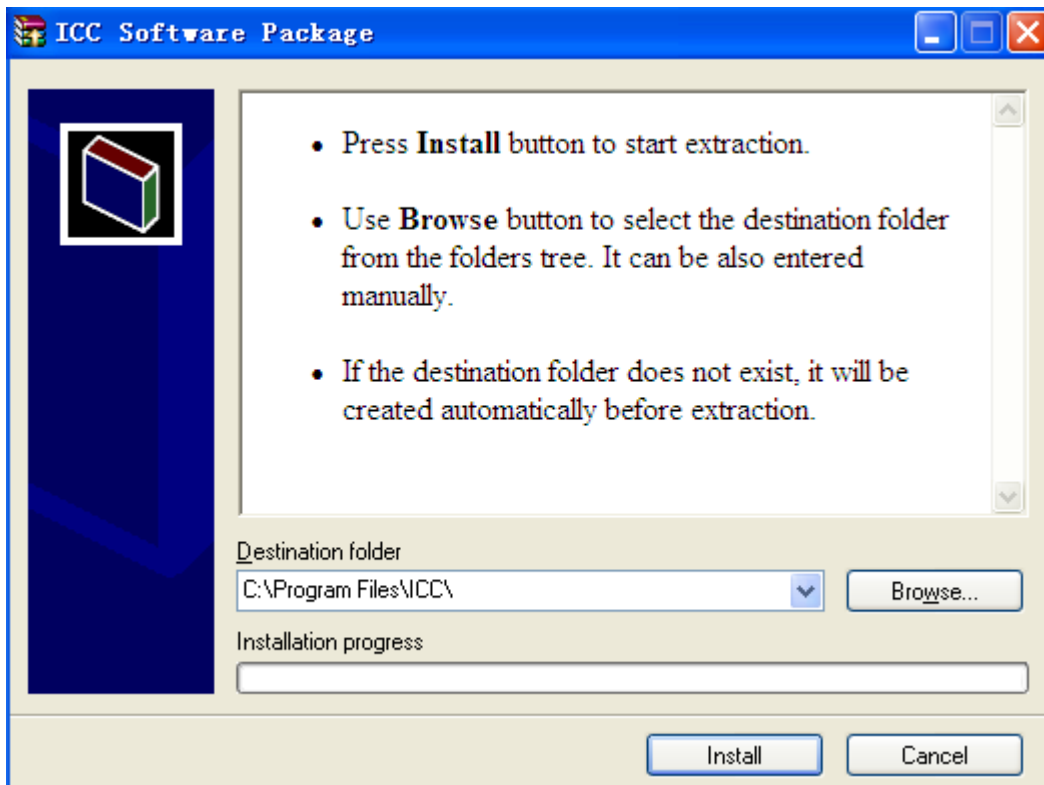 ICC Software Package
• Press Install button to start extraction.
• Use Browse button to select the destination folder
from the folders tree. It can be also entered
manually.
• If the destination folder does not exist, it will be
created automatically before extraction.
Destination folder
C:\Program Files\ICC\
Browse...
Installation progress
Install
Cancel